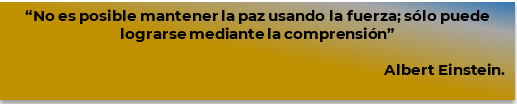 “No es posible mantener la paz usando la fuerza; sólo puede
lograrse mediante la comprensión”
Albert Einstein.